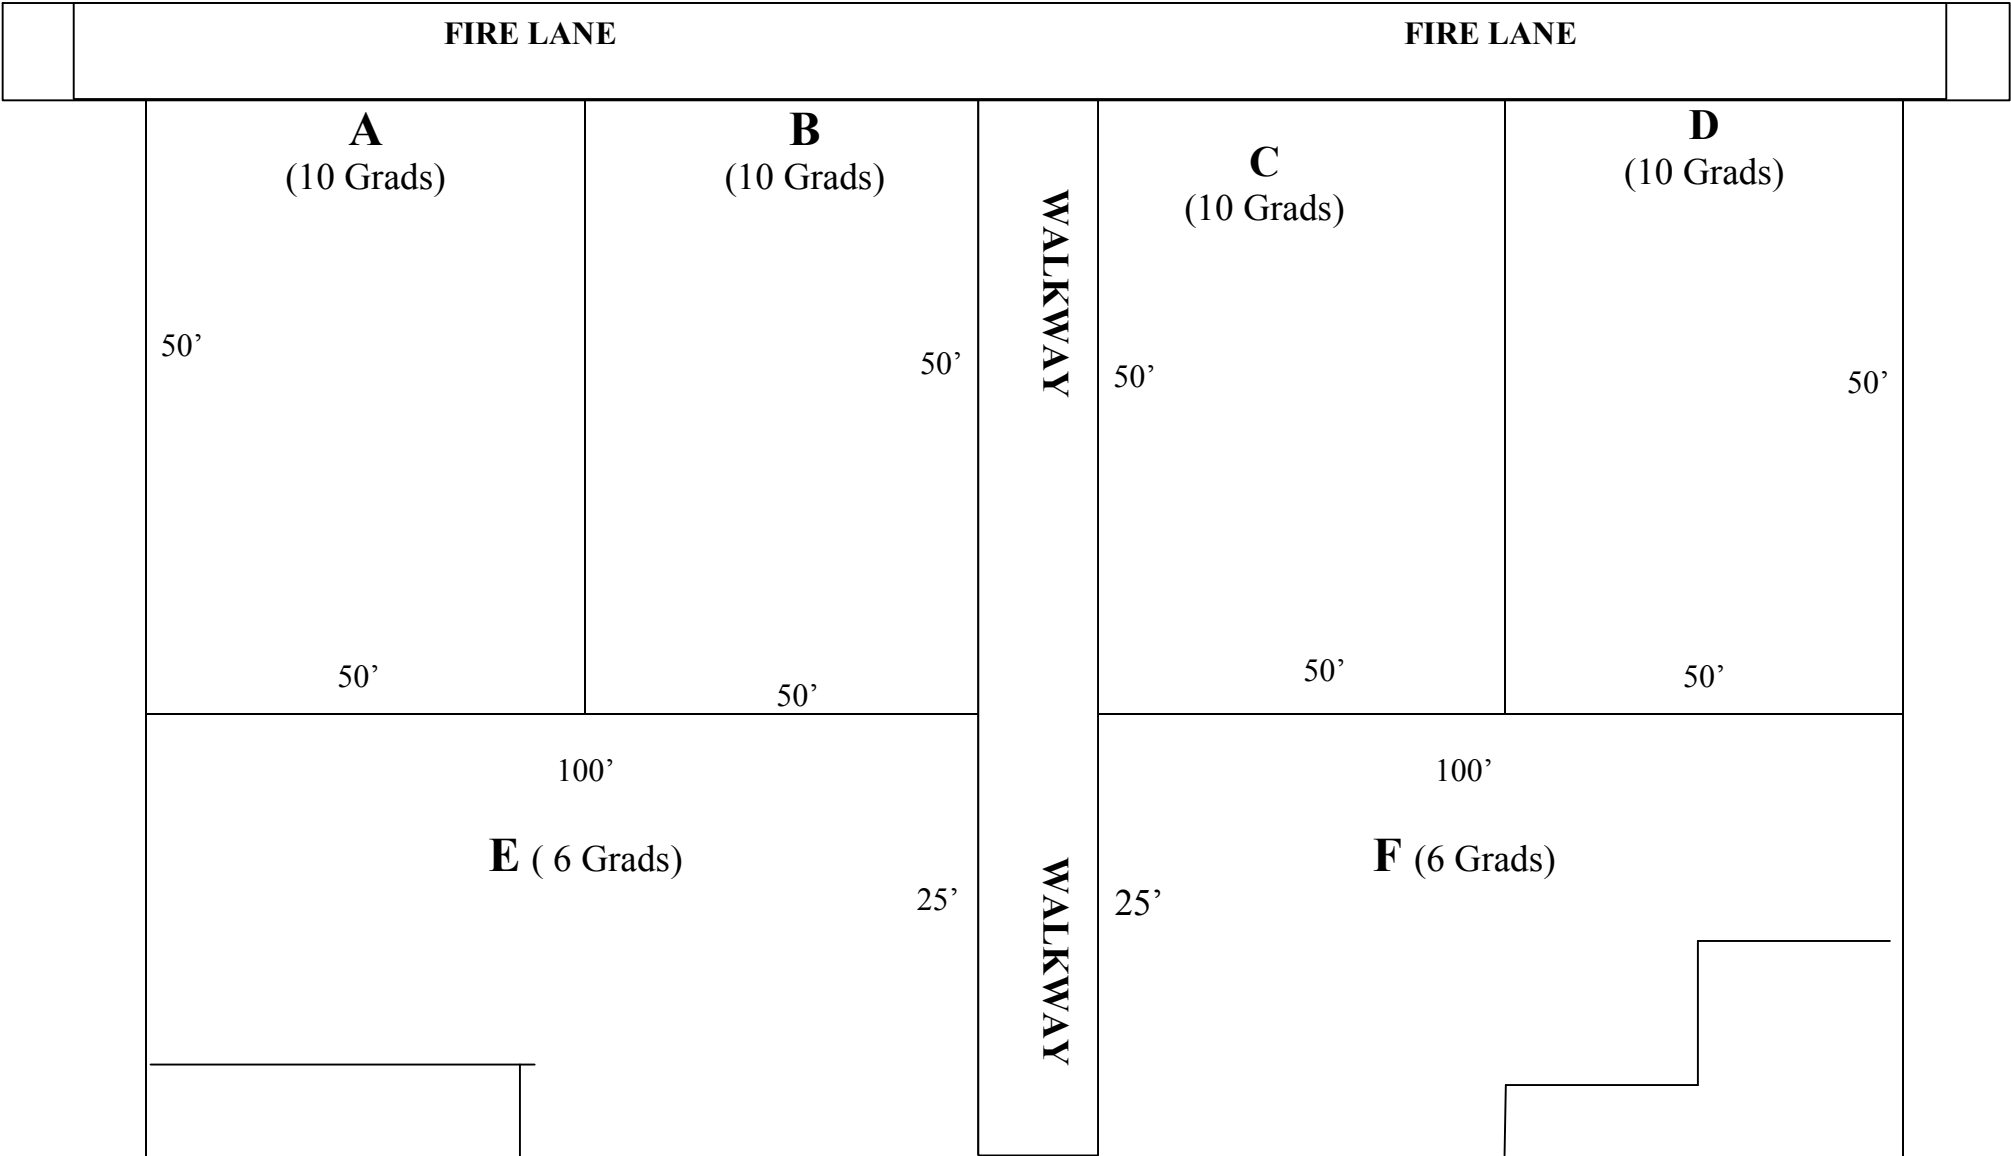 FIRE LANE
FIRE LANE
A
(10 Grads)
B
(10 Grads)
C
(10 Grads)
D
(10 Grads)
WALKWAY
50’
50’
50’
50’
50’
50’
50’
50’
100’
100’
E ( 6 Grads)
F (6 Grads)
25’
25’
WALKWAY